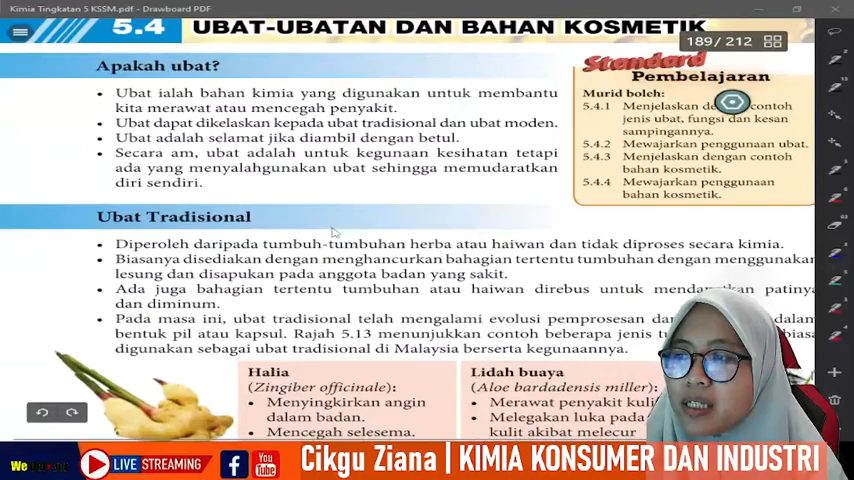 Kimia Tingkatan 5 KSSM.pdf - Drawboard PDF
5.4 UBAT-UBATAN DAN BAHAN KOSMETIK
189/212
Apakah ubat?
• Ubat ialah bahan kimia yang digunakan untuk membantu
kita merawat atau mencegah penyakit.
• Ubat dapat dikelaskan kepada ubat tradisional dan ubat moden.
• Ubat adalah selamat jika diambil dengan betul.
• Secara am, ubat adalah untuk kegunaan kesihatan tetapi
ada yang menyalahgunakan ubat sehingga memudaratkan
diri sendiri.
Standard
Pembelajaran
Murid boleh:
5.4.1 Menjelaskan contoh
jenis ubat, fungsi dan kesan
sampingannya.
5.4.2 Mewajarkan penggunaan ubat.
5.4.3 Menjelaskan dengan contoh
bahan kosmetik.
5.4.4 Mewajarkan penggunaan
bahan kosmetik.
Ubat Tradisional
• Diperoleh daripada tumbuh-tumbuhan herba atau haiwan dan tidak diproses secara kimia.
• Biasanya disediakan dengan menghancurkan bahagian tertentu tumbuhan dengan menggunakan
lesung dan disapukan pada anggota badan yang sakit.
• Ada juga bahagian tertentu tumbuhan atau haiwan direbus untuk patinya
dan diminum.
• Pada masa ini, ubat tradisional telah mengalami evolusi pemprosesan dalam
bentuk pil atau kapsul. Rajah 5.13 menunjukkan contoh beberapa jenis
digunakan sebagai ubat tradisional di Malaysia berserta kegunaannya.
Halia
(Zingiber officinale):
• Menyingkirkan angin
dalam badan.
• Mencegah selesema.
Lidah buaya
(Aloe bardadensis miller):
• Merawat penyakit kuli
• Melegakan luka pada
kulit akibat melecur
LIVE STREAMING
You Tube
Cikgu Ziana | KIMIA KONSUMER DAN INDUSTRI